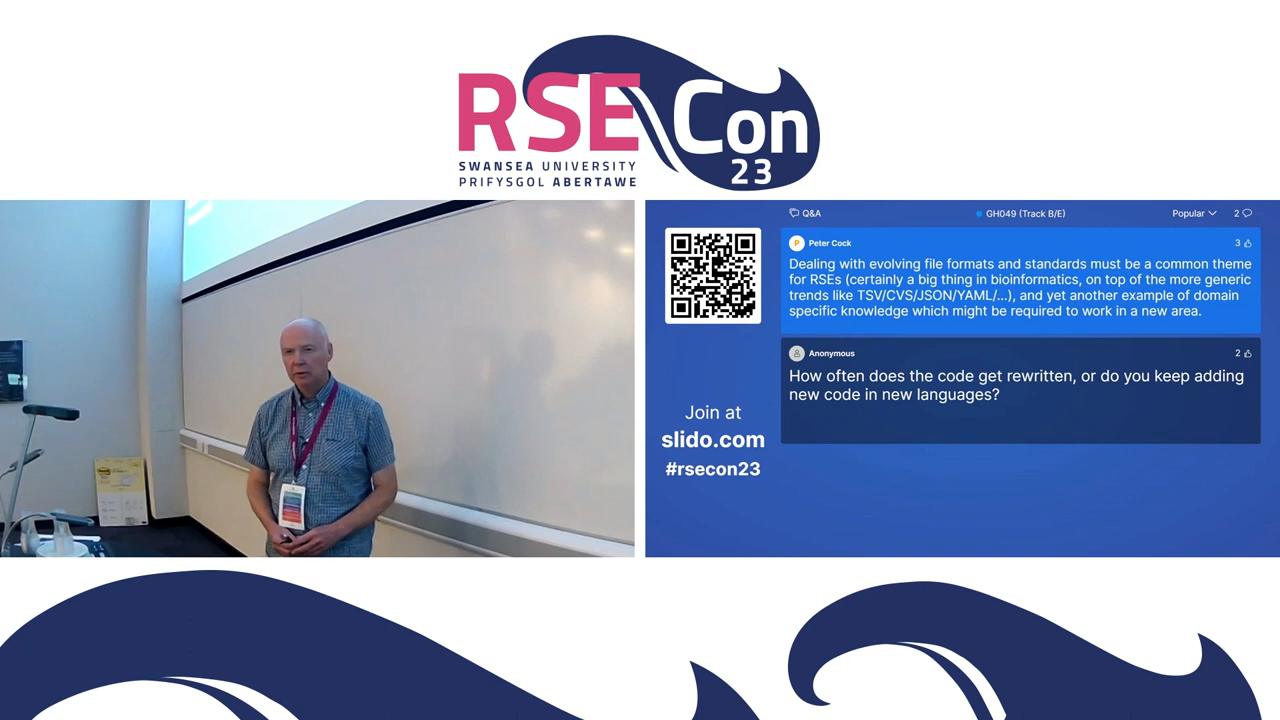 RSE Con
23
SWANSEA UNIVERSITY
PRIFYSGOL ABERTAWE
Q&A
GH049 (Track B/E)
Popular
2
Peter Cock
3
Dealing with evolving file formats and standards must be a common theme
for RSEs (certainly a big thing in bioinformatics, on top of the more generic
trends like TSV/CVS/JSON/YAML/...), and yet another example of domain
specific knowledge which might be required to work in a new area.
Anonymous
2
How often does the code get rewritten, or do you keep adding
new code in new languages?
Join at
slido.com
#rsecon23